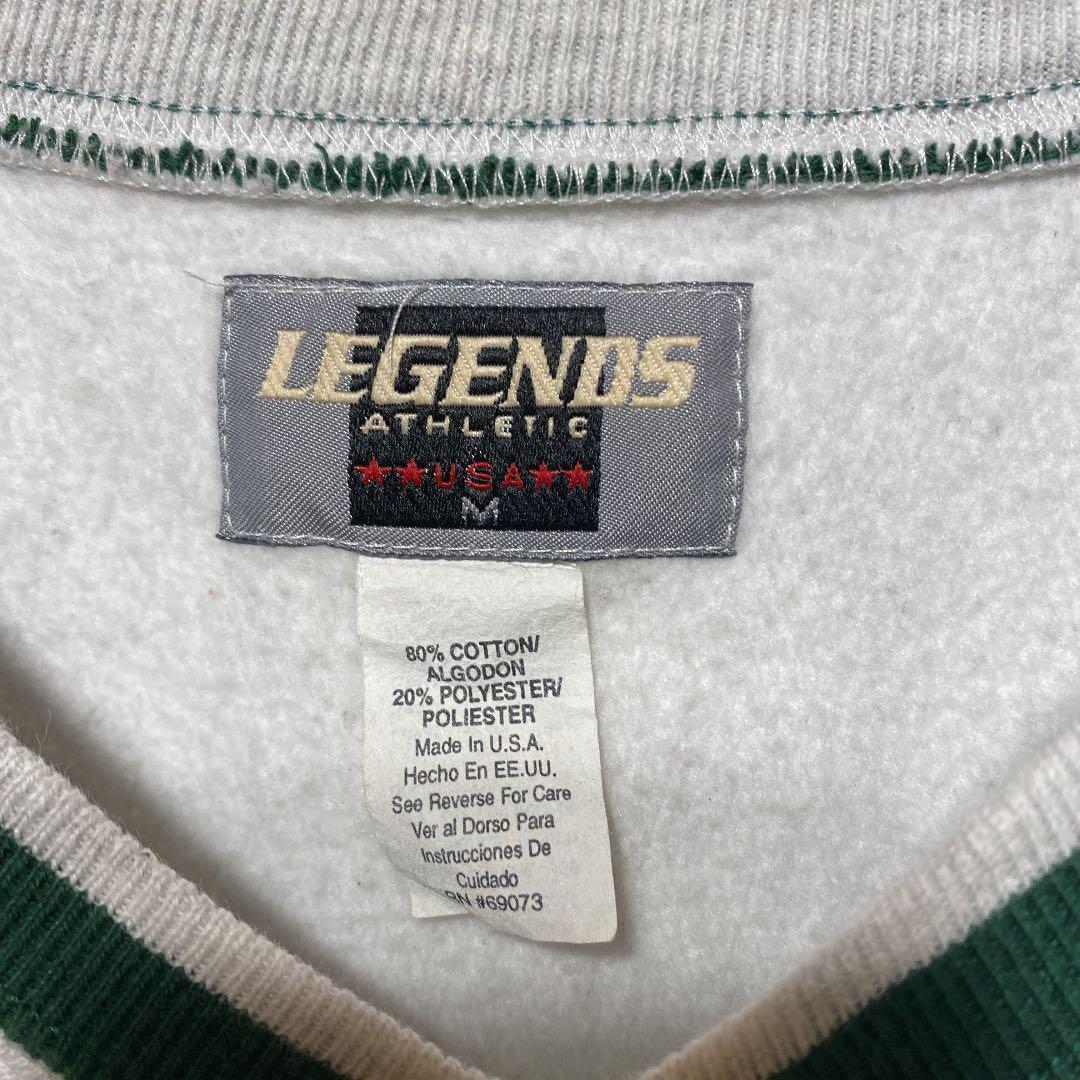 LEGENDS
ATHLETIC
★★USA★★
M
80% COTTON/
ALGODON
20% POLYESTER/
POLIESTER
Made In U.S.A.
Hecho En EE.UU.
See Reverse For Care
Ver al Dorso Para
Instrucciones De
Cuidado
RN #69073